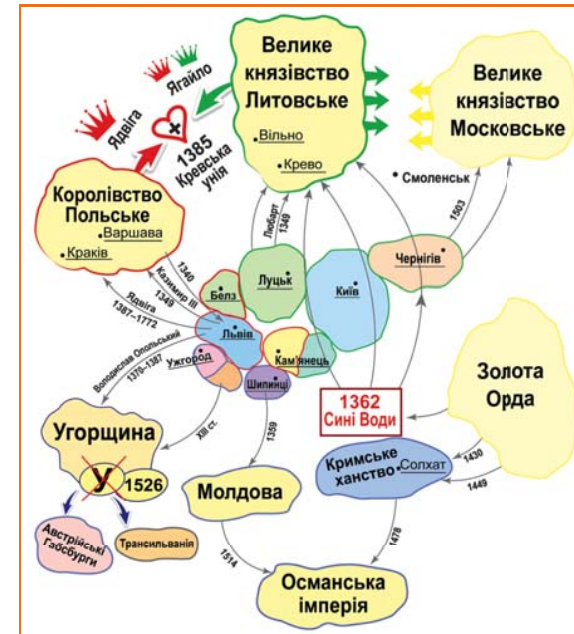 Велике
князівство
Литовське
Вільно
Крево
Велике
князівство
Московське
Ягайло
Ядвіга
1385
Кревська
унія
Королівство
Польське
Варшава
Краків
Смоленськ
1503
Любарт
1349
Чернігів
Луцьк
Київ
Белз
1340
Казимир III
1349
Ядвіга
1387–1772
Львів
Володислав Опольський
1370–1387
Ужгород
Кам'янець
Шипинці
Золота
Орда
1362
Сині Води
Угорщина
У
1526
XIII ст.
1359
Кримське
ханство
Солхат
1430
1449
Молдова
1478
Австрійські
Габсбурги
Трансильванія
1514
Османська
імперія